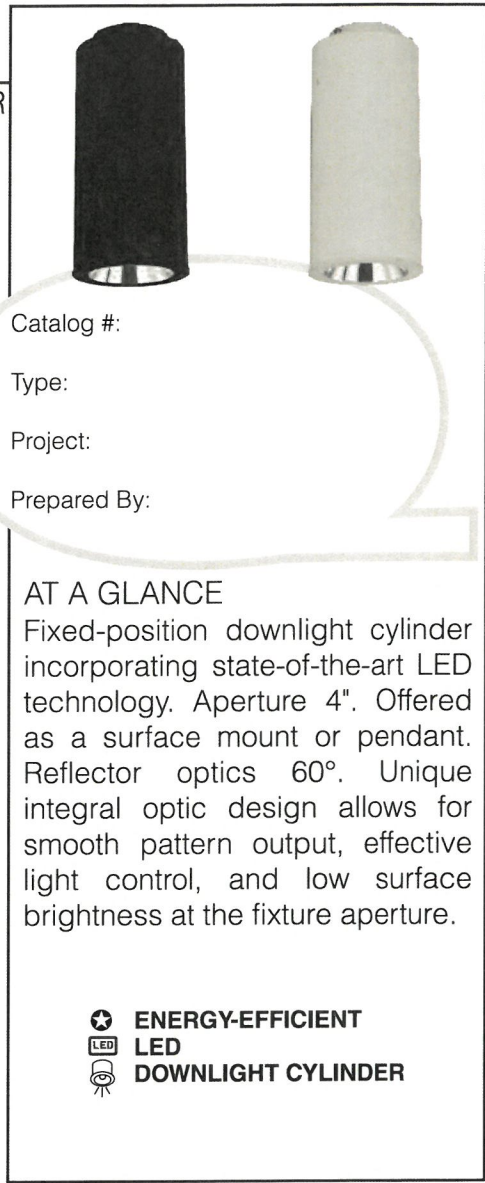 R
Catalog #:
Type:
Project:
Prepared By:
AT A GLANCE
Fixed-position downlight cylinder
incorporating state-of-the-art LED
technology. Aperture 4". Offered
as a surface mount or pendant.
Reflector optics 60°. Unique
integral optic design allows for
smooth pattern output, effective
light control, and low surface
brightness at the fixture aperture.
ENERGY-EFFICIENT
LED LED
DOWNLIGHT CYLINDER